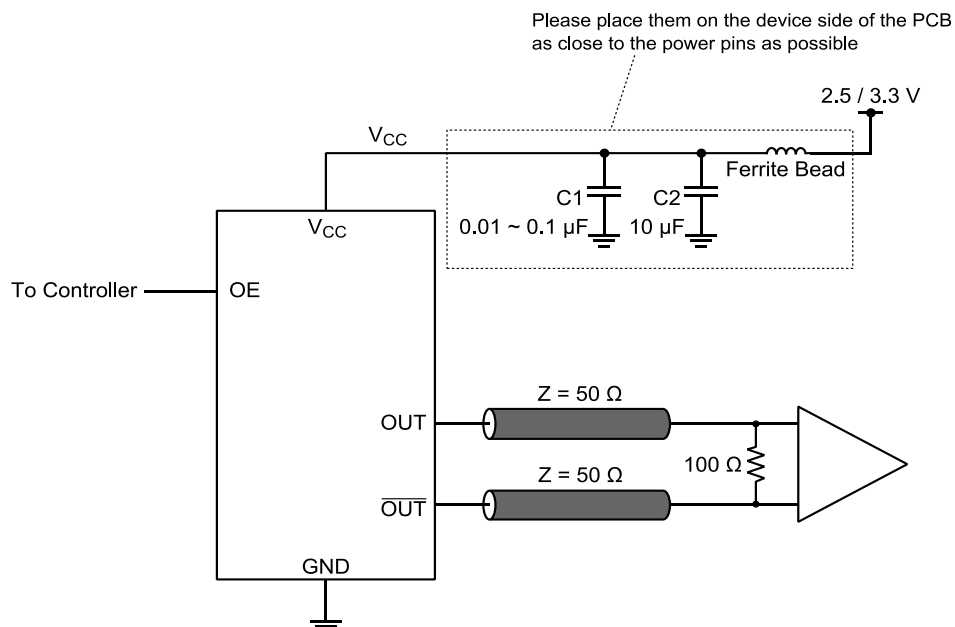 Please place them on the device side of the PCB
as close to the power pins as possible
2.5 / 3.3 V
VCC
Ferrite Bead
C1
C2
0.01 ~ 0.1 µF
10 µF
VCC
To Controller
OE
Z = 50 Ω
OUT
100 Ω
Z = 50 Ω
OUT
GND